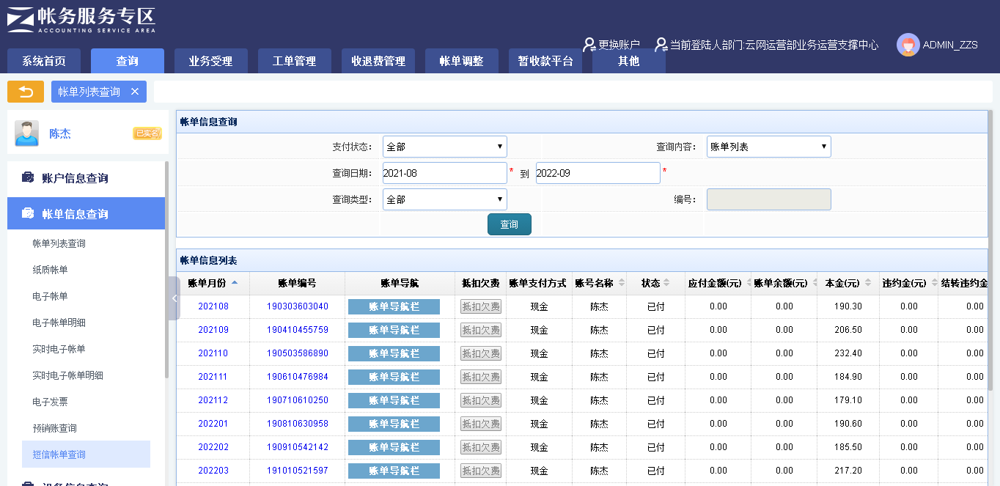 帐务服务专区
ACCOUNTING SERVICE AREA
更换账户 当前登陆人部门:云网运营部业务运营支撑中心 ADMIN_ZZS
系统首页 查询 业务受理 工单管理 收退费管理 帐单调整 暂收款平台 其他
帐单列表查询 ×
陈杰 已实名
账户信息查询
帐单信息查询
帐单列表查询
纸质帐单
电子帐单
电子帐单明细
实时电子帐单
实时电子帐单明细
电子发票
预销账查询
短信帐单查询
帐单信息查询
支付状态: 全部 查询内容: 账单列表
查询日期: 2021-08 * 到 2022-09 *
查询类型: 全部 编号:
查询
帐单信息列表
账单月份 账单编号 账单导航 抵扣欠费 账单支付方式 账号名称 状态 应付金额(元) 账单余额(元) 本金(元) 违约金(元) 结转违约金
202108 190303603040 账单导航栏 抵扣欠费 现金 陈杰 已付 0.00 0.00 190.30 0.00 0.00
202109 190410455759 账单导航栏 抵扣欠费 现金 陈杰 已付 0.00 0.00 206.50 0.00 0.00
202110 190503586890 账单导航栏 抵扣欠费 现金 陈杰 已付 0.00 0.00 232.40 0.00 0.00
202111 190610476984 账单导航栏 抵扣欠费 现金 陈杰 已付 0.00 0.00 184.90 0.00 0.00
202112 190710610250 账单导航栏 抵扣欠费 现金 陈杰 已付 0.00 0.00 179.10 0.00 0.00
202201 190810630958 账单导航栏 抵扣欠费 现金 陈杰 已付 0.00 0.00 190.60 0.00 0.00
202202 190910542142 账单导航栏 抵扣欠费 现金 陈杰 已付 0.00 0.00 185.50 0.00 0.00
202203 191010521597 账单导航栏 抵扣欠费 现金 陈杰 已付 0.00 0.00 217.20 0.00 0.00